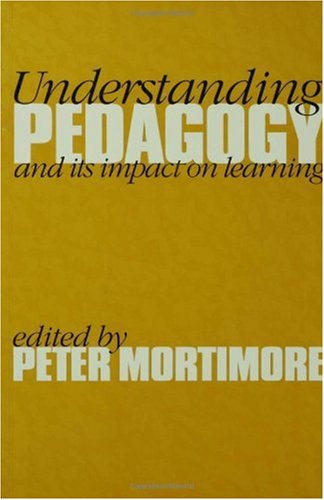 Understanding
PEDAGOGY
and its impact on learning
edited by
PETER MORTIMORE